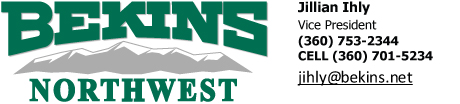 BEKINS
NORTHWEST
Jillian Ihly
Vice President
(360) 753-2344
CELL (360) 701-5234
jihly@bekins.net